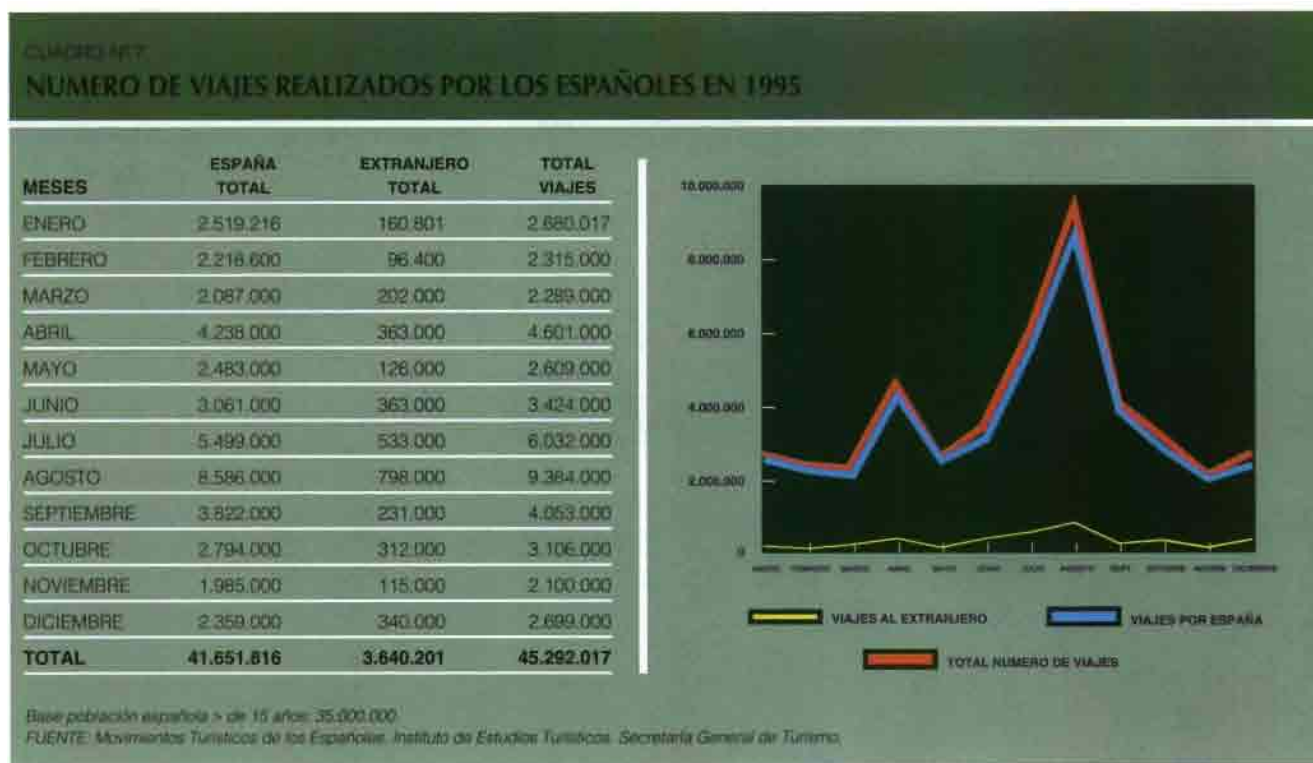 CUADRO Nº 7
NUMERO DE VIAJES REALIZADOS POR LOS ESPAÑOLES EN 1995
MESES ESPAÑA TOTAL EXTRANJERO TOTAL TOTAL VIAJES
ENERO 2.519.216 160.801 2.680.017
FEBRERO 2.218.600 96.400 2.315.000
MARZO 2.087.000 202.000 2.289.000
ABRIL 4.238.000 363.000 4.601.000
MAYO 2.483.000 126.000 2.609.000
JUNIO 3.061.000 363.000 3.424.000
JULIO 5.499.000 533.000 6.032.000
AGOSTO 8.586.000 798.000 9.384.000
SEPTIEMBRE 3.822.000 231.000 4.053.000
OCTUBRE 2.794.000 312.000 3.106.000
NOVIEMBRE 1.985.000 115.000 2.100.000
DICIEMBRE 2.359.000 340.000 2.699.000
TOTAL 41.651.816 3.640.201 45.292.017
10.000.000
8.000.000
6.000.000
4.000.000
2.000.000
0
VIAJES AL EXTRANJERO
VIAJES POR ESPAÑA
TOTAL NUMERO DE VIAJES
Base población española > de 15 años: 35.000.000
FUENTE: Movimientos Turísticos de los Españoles. Instituto de Estudios Turísticos. Secretaría General de Turismo.